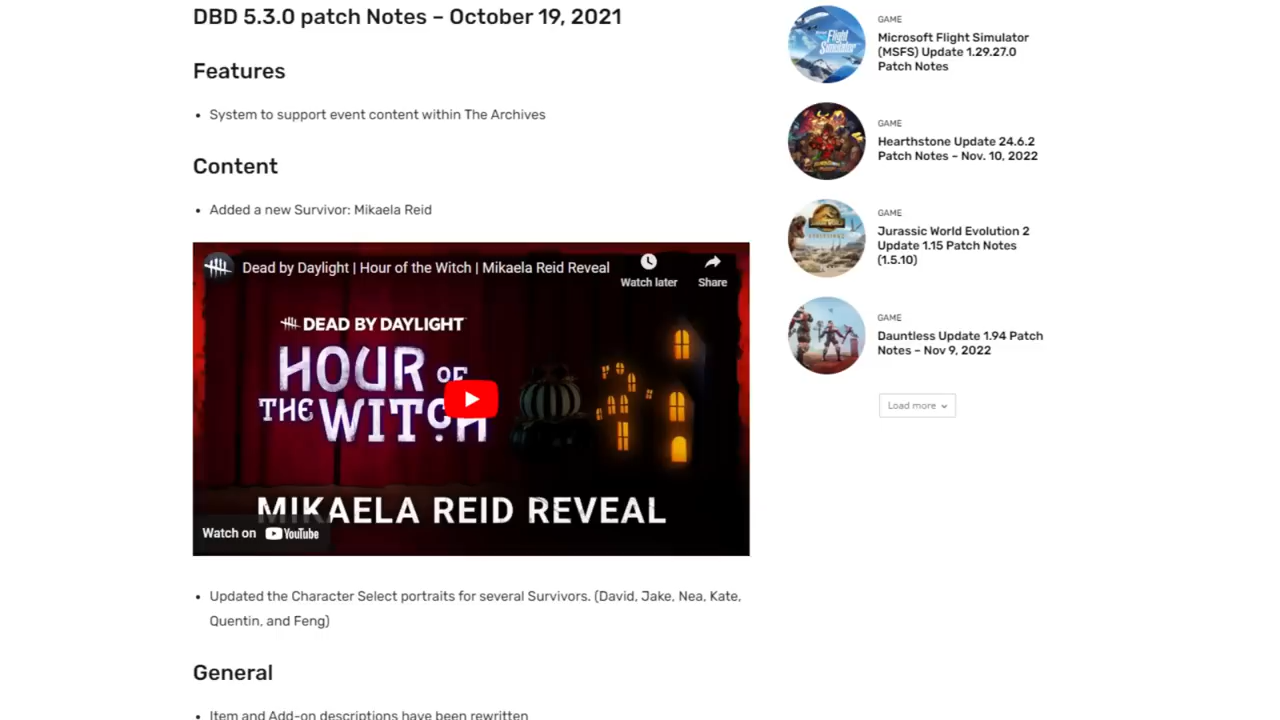 DBD 5.3.0 patch Notes – October 19, 2021
Features
• System to support event content within The Archives
Content
• Added a new Survivor: Mikaela Reid
Dead by Daylight | Hour of the Witch | Mikaela Reid Reveal
Watch later
Share
DEAD BY DAYLIGHT
HOUR OF
THE WITCH
MIKAELA REID REVEAL
Watch on YouTube
• Updated the Character Select portraits for several Survivors. (David, Jake, Nea, Kate,
Quentin, and Feng)
General
• Item and Add-on descriptions have been rewritten
GAME
Microsoft Flight Simulator
(MSFS) Update 1.29.27.0
Patch Notes
GAME
Hearthstone Update 24.6.2
Patch Notes – Nov. 10, 2022
GAME
Jurassic World Evolution 2
Update 1.15 Patch Notes
(1.5.10)
GAME
Dauntless Update 1.94 Patch
Notes – Nov 9, 2022
Load more